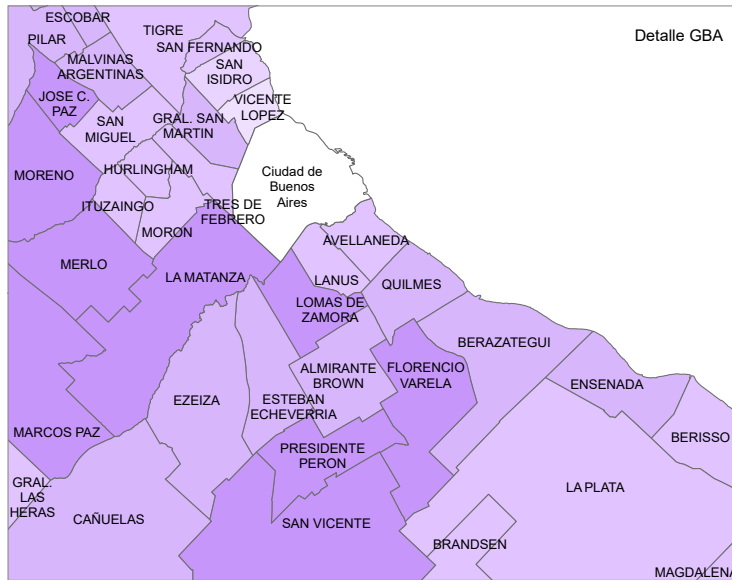 ESCOBAR
PILAR
TIGRE
SAN FERNANDO
Detalle GBA
MALVINAS
ARGENTINAS
SAN
ISIDRO
JOSE C.
PAZ
VICENTE
LOPEZ
SAN
MIGUEL
GRAL. SAN
MARTIN
MORENO
HURLINGHAM
Ciudad de
Buenos
Aires
ITUZAINGO
TRES DE
FEBRERO
MORON
AVELLANEDA
MERLO
LA MATANZA
LANUS
QUILMES
LOMAS DE
ZAMORA
BERAZATEGUI
ALMIRANTE
BROWN
FLORENCIO
VARELA
ENSENADA
EZEIZA
ESTEBAN
ECHEVERRIA
MARCOS PAZ
BERISSO
PRESIDENTE
PERON
GRAL.
LAS
HERAS
LA PLATA
CAÑUELAS
SAN VICENTE
BRANDSEN
MAGDALENA